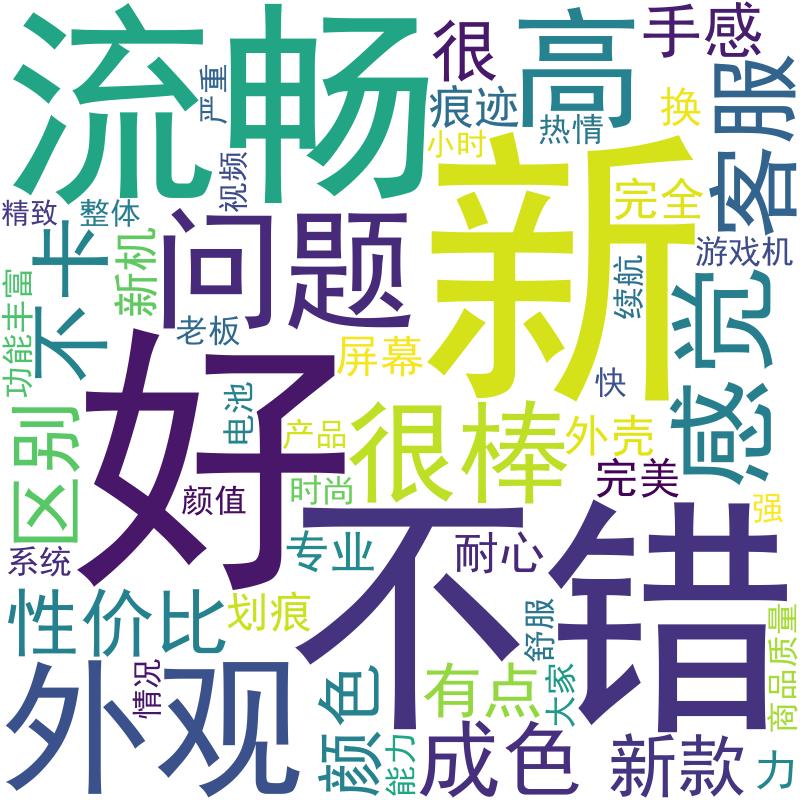 流畅
很
高
手感
严重
痕迹
热情
换
客服
小时
新
视频
完全
精致
整体
不卡
新机
问题
游戏机
续航
感觉
功能丰富
老板
屏幕
好
快
区别
电池
产品
很棒
外壳
颜值
时尚
完美
强
不错
系统
专业
耐心
性价比
划痕
舒服
商品质量
外观
情况
颜色
有点
大家
能力
成色
新款
力